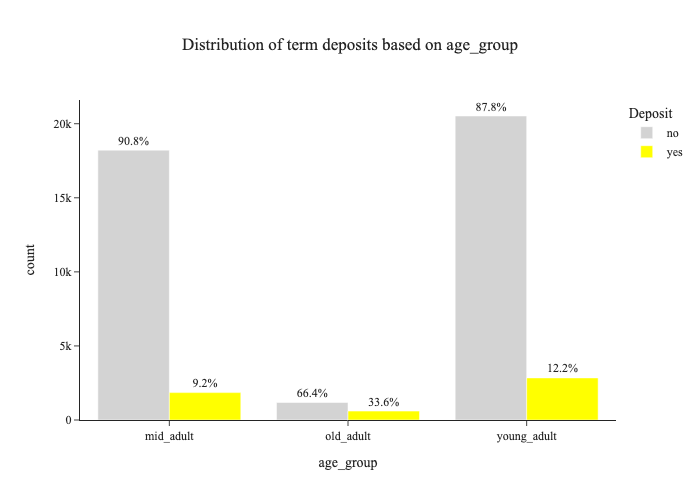 Distribution of term deposits based on age_group
Deposit
no
yes
count
20k
15k
10k
5k
0
90.8%
9.2%
66.4%
33.6%
87.8%
12.2%
mid_adult
old_adult
young_adult
age_group